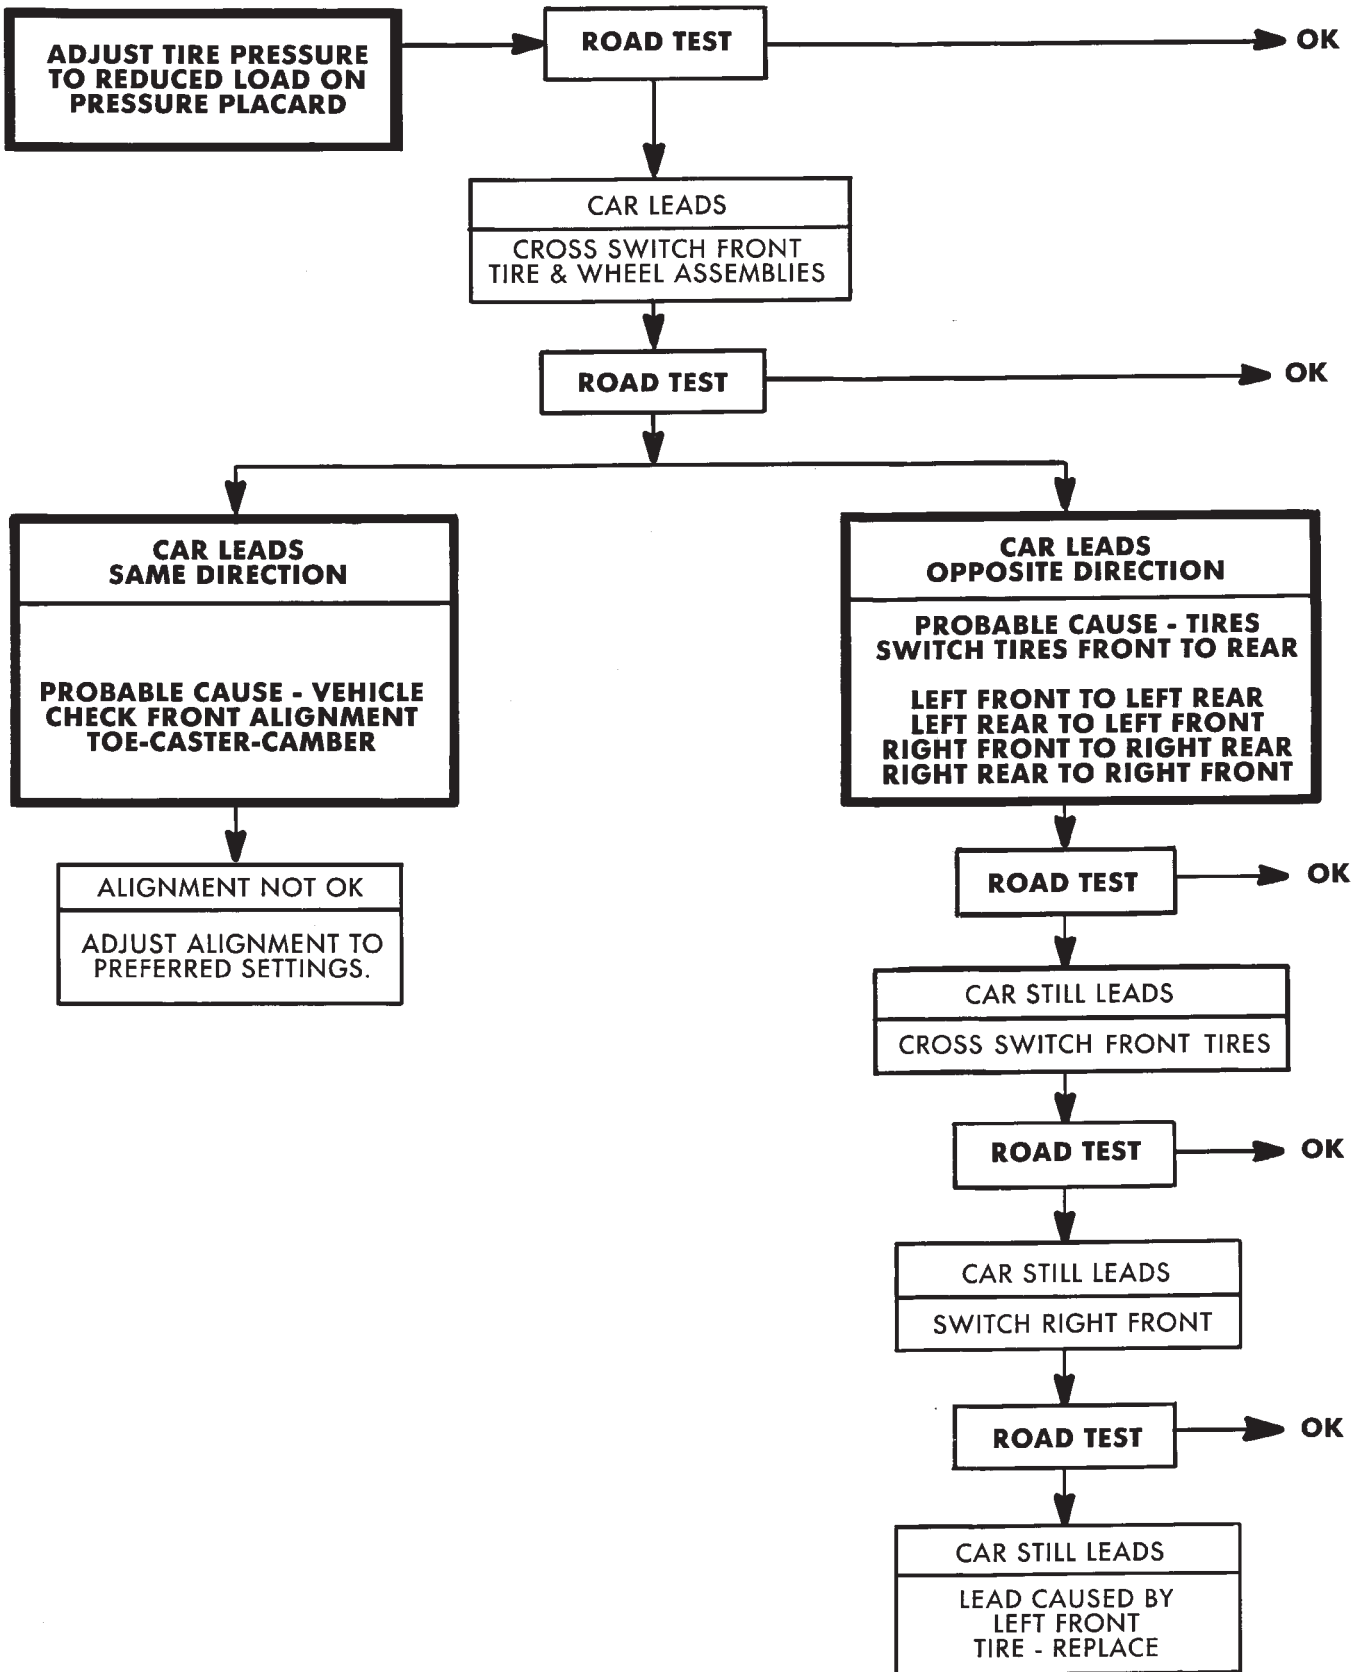 ADJUST TIRE PRESSURE
TO REDUCED LOAD ON
PRESSURE PLACARD
ROAD TEST
OK
CAR LEADS
CROSS SWITCH FRONT
TIRE & WHEEL ASSEMBLIES
ROAD TEST
OK
CAR LEADS
SAME DIRECTION
PROBABLE CAUSE - VEHICLE
CHECK FRONT ALIGNMENT
TOE-CASTER-CAMBER
ALIGNMENT NOT OK
ADJUST ALIGNMENT TO
PREFERRED SETTINGS.
CAR LEADS
OPPOSITE DIRECTION
PROBABLE CAUSE - TIRES
SWITCH TIRES FRONT TO REAR
LEFT FRONT TO LEFT REAR
LEFT REAR TO LEFT FRONT
RIGHT FRONT TO RIGHT REAR
RIGHT REAR TO RIGHT FRONT
ROAD TEST
OK
CAR STILL LEADS
CROSS SWITCH FRONT TIRES
ROAD TEST
OK
CAR STILL LEADS
SWITCH RIGHT FRONT
ROAD TEST
OK
CAR STILL LEADS
LEAD CAUSED BY
LEFT FRONT
TIRE - REPLACE